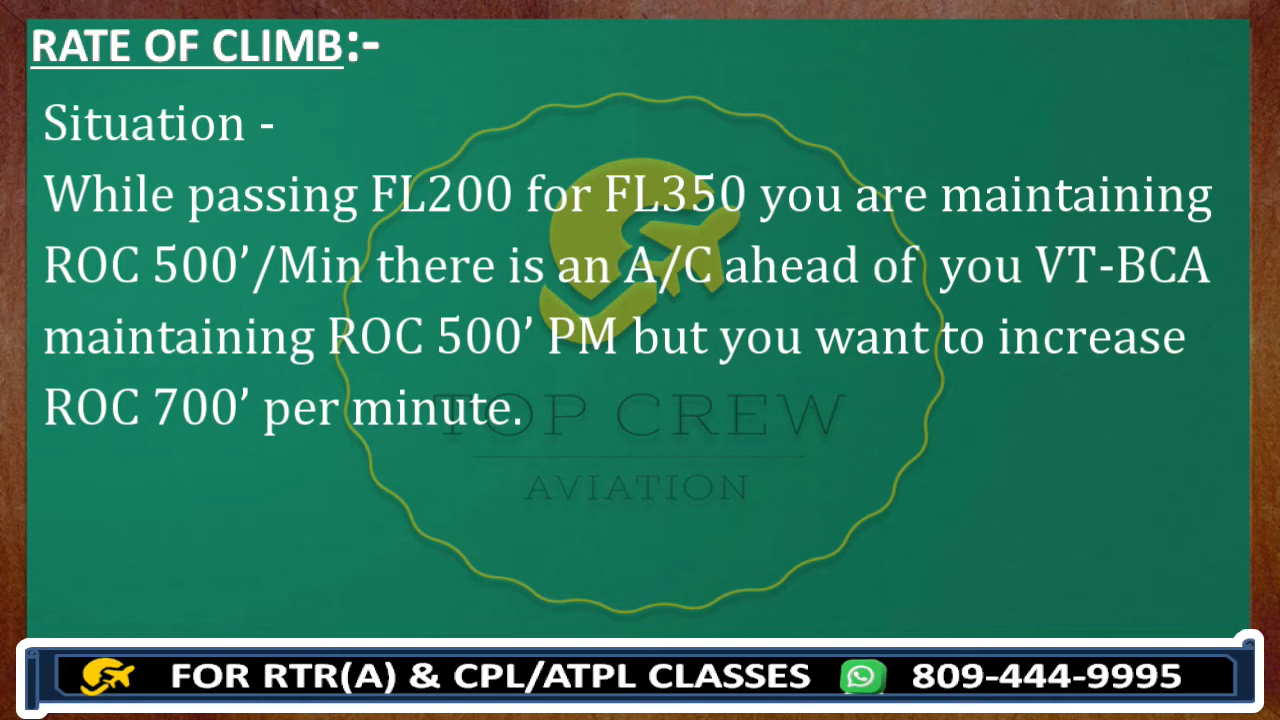 RATE OF CLIMB:-
Situation -
While passing FL200 for FL350 you are maintaining
ROC 500’/Min there is an A/C ahead of  you VT-BCA
maintaining ROC 500’ PM but you want to increase
ROC 700’ per minute.
TOP CREW
AVIATION
FOR RTR(A) & CPL/ATPL CLASSES 809-444-9995